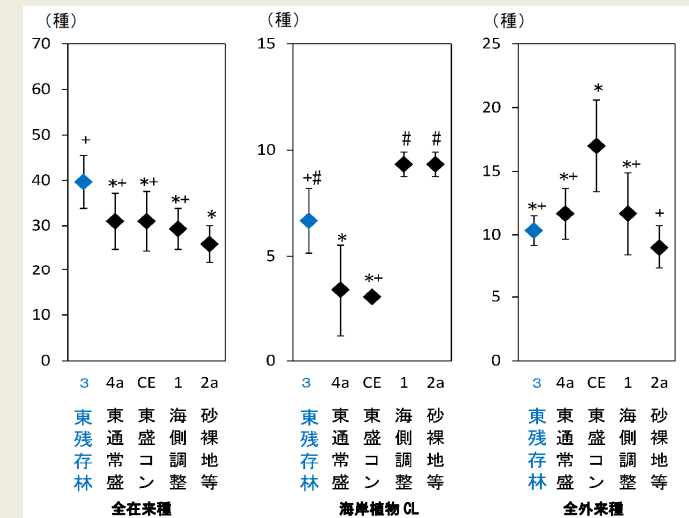 （種）
70
60
50
40
30
20
10
0
+
*+
*+
*+
*
3 4a CE 1 2a
東残存林
東通常盛
東盛コン
海側調整
砂裸地等
全在来種
（種）
15
10
5
0
+#
*
*+
#
#
3 4a CE 1 2a
東残存林
東通常盛
東盛コン
海側調整
砂裸地等
海岸植物 CL
（種）
25
20
15
10
5
0
*+
*+
*
*+
+
3 4a CE 1 2a
東残存林
東通常盛
東盛コン
海側調整
砂裸地等
全外来種